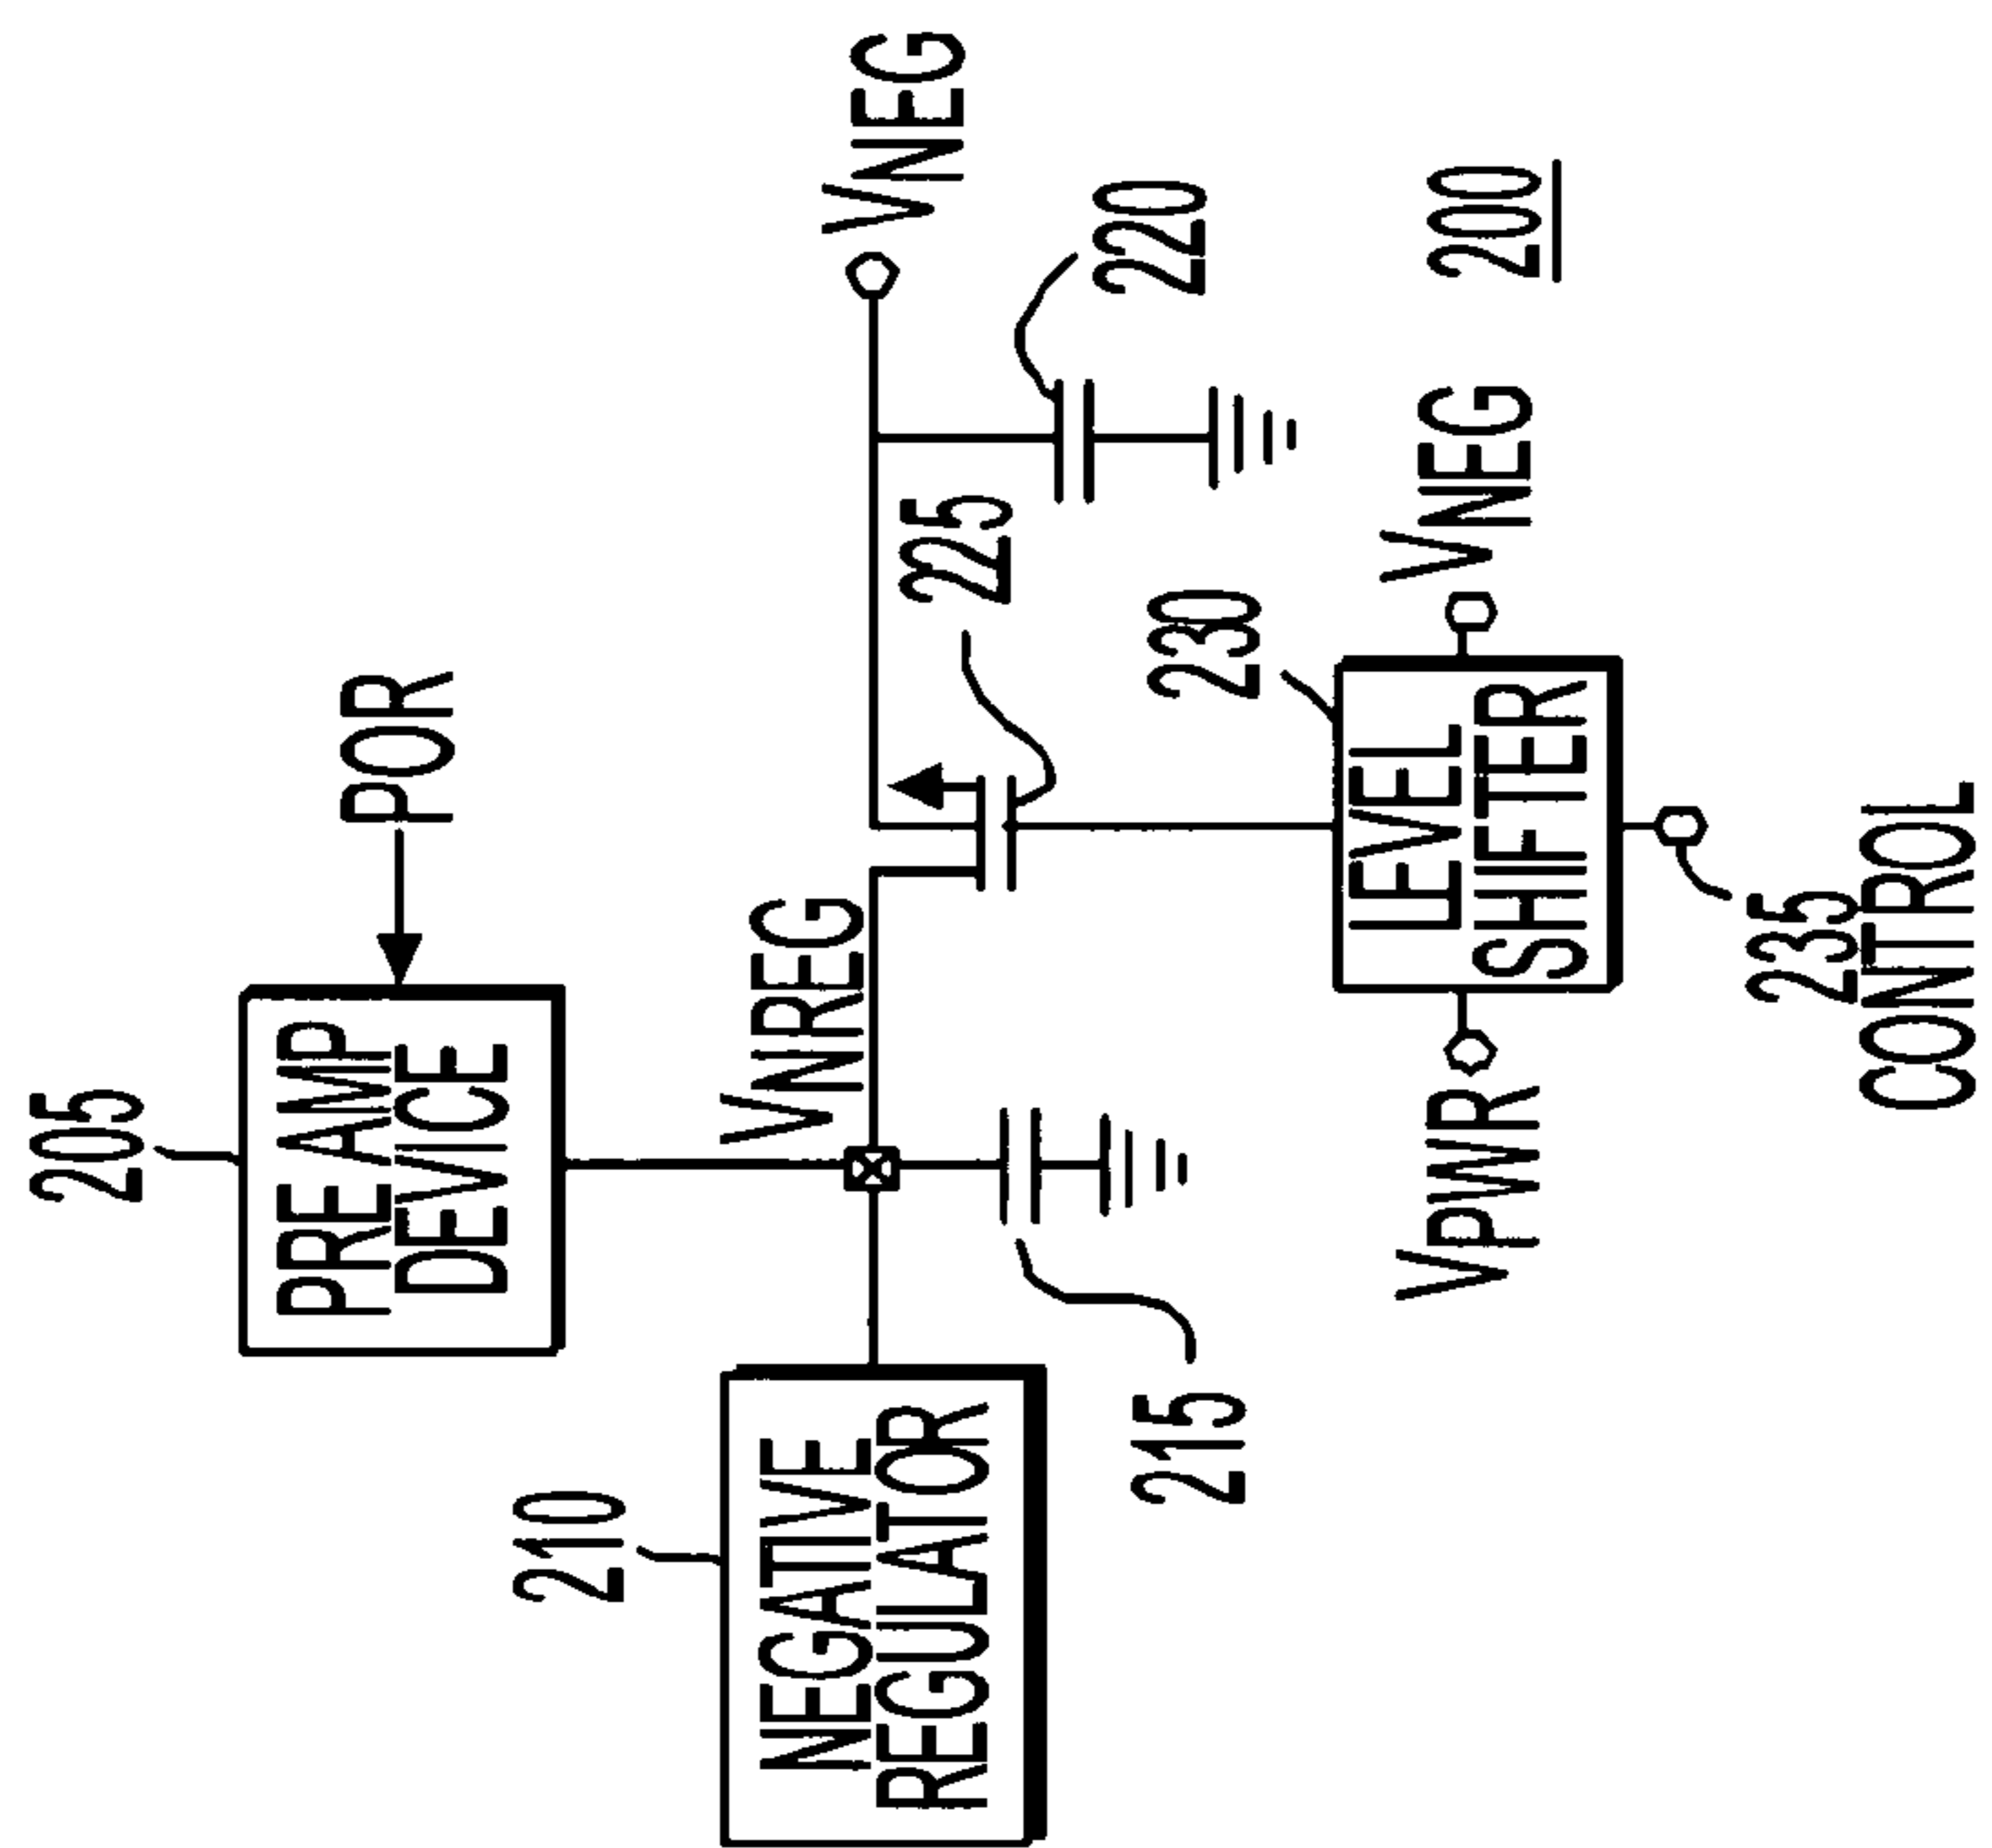 205
PRE AMP
DEVICE
POR
210
NEGATIVE
REGULATOR
VNREG
VNEG
215
225
220
230
LEVEL
SHIFTER
VPWR
VNEG
200
235
CONTROL